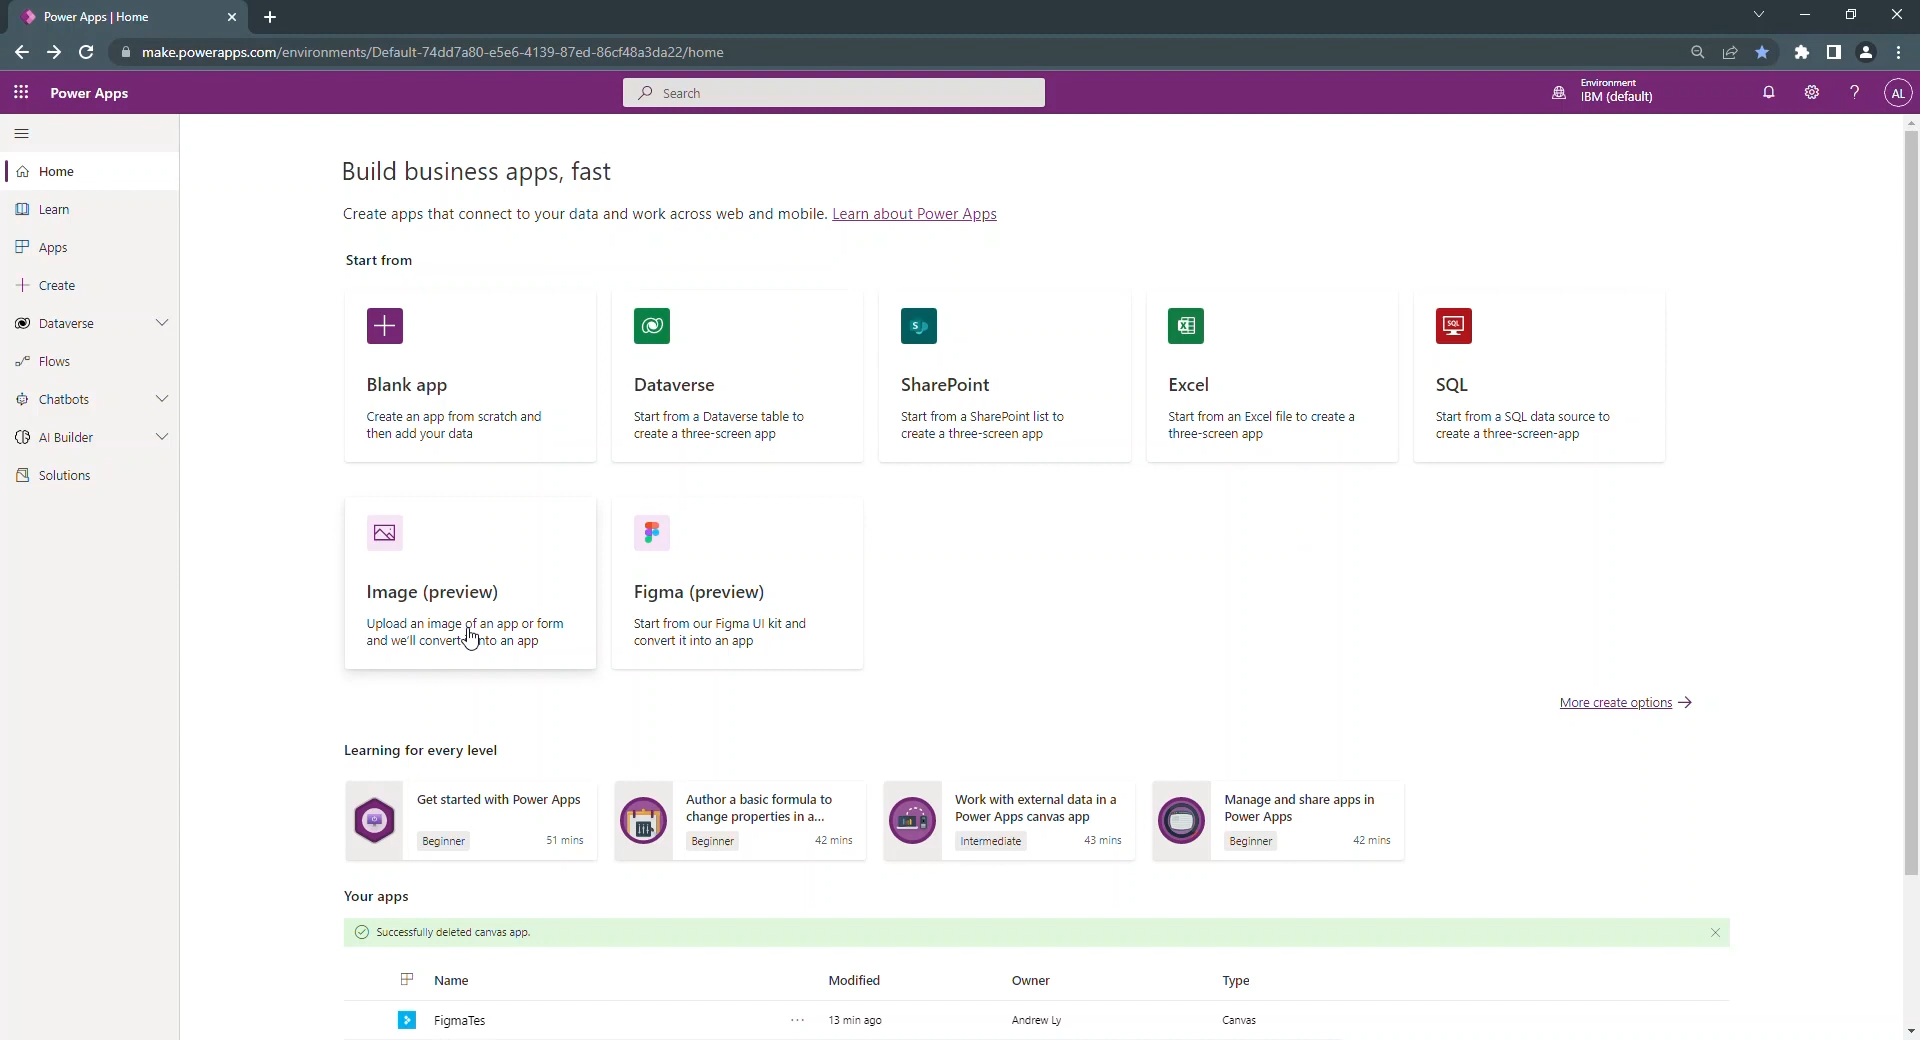 Power Apps | Home
make.powerapps.com/environments/Default-74dd7a80-e5e6-4139-87ed-86cf48a3da22/home
Power Apps
Search
Environment
IBM (default)
AL
Home
Learn
Apps
Create
Dataverse
Flows
Chatbots
AI Builder
Solutions
Build business apps, fast
Create apps that connect to your data and work across web and mobile. Learn about Power Apps
Start from
Blank app
Create an app from scratch and
then add your data
Dataverse
Start from a Dataverse table to
create a three-screen app
S
SharePoint
Start from a SharePoint list to
create a three-screen app
Excel
Start from an Excel file to create a
three-screen app
SQL
SQL
Start from a SQL data source to
create a three-screen-app
Image (preview)
Upload an image of an app or form
and we'll convert into an app
Figma (preview)
Start from our Figma UI kit and
convert it into an app
More create options
Learning for every level
Get started with Power Apps
Beginner 51 mins
Author a basic formula to
change properties in a...
Beginner 42 mins
Work with external data in a
Power Apps canvas app
Intermediate 43 mins
Manage and share apps in
Power Apps
Beginner 42 mins
Your apps
Successfully deleted canvas app.
Name Modified Owner Type
FigmaTes ... 13 min ago Andrew Ly Canvas